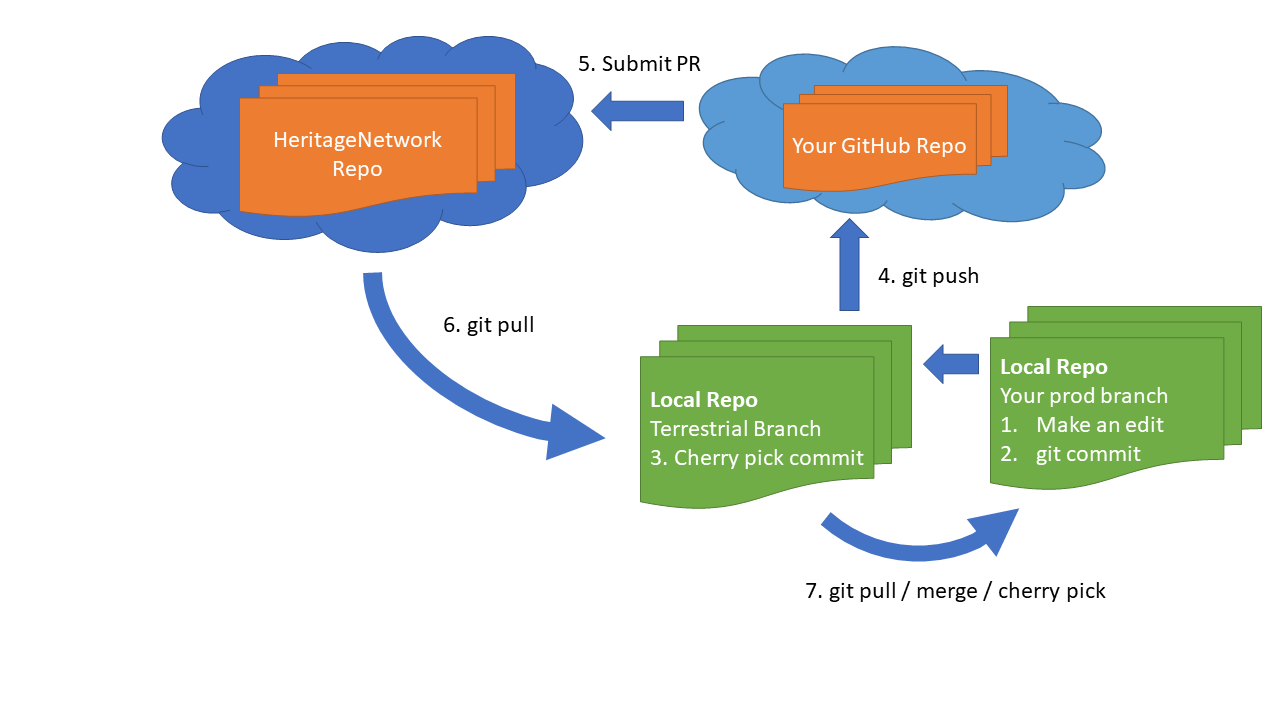 5. Submit PR
HeritageNetwork
Repo
Your GitHub Repo
4. git push
6. git pull
Local Repo
Terrestrial Branch
3. Cherry pick commit
Local Repo
Your prod branch
1. Make an edit
2. git commit
7. git pull / merge / cherry pick